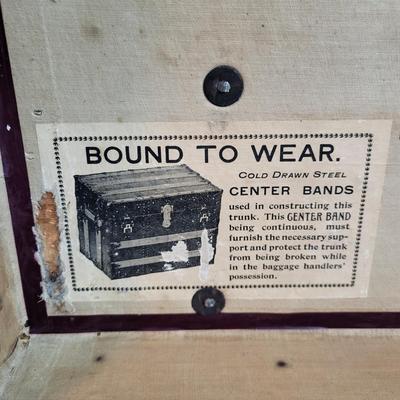 BOUND TO WEAR.
COLD DRAWN STEEL
CENTER BANDS
used in constructing this
trunk. This CENTER BAND
being continuous, must
furnish the necessary sup-
port and protect the trunk
from being broken while
in the baggage handlers'
possession.